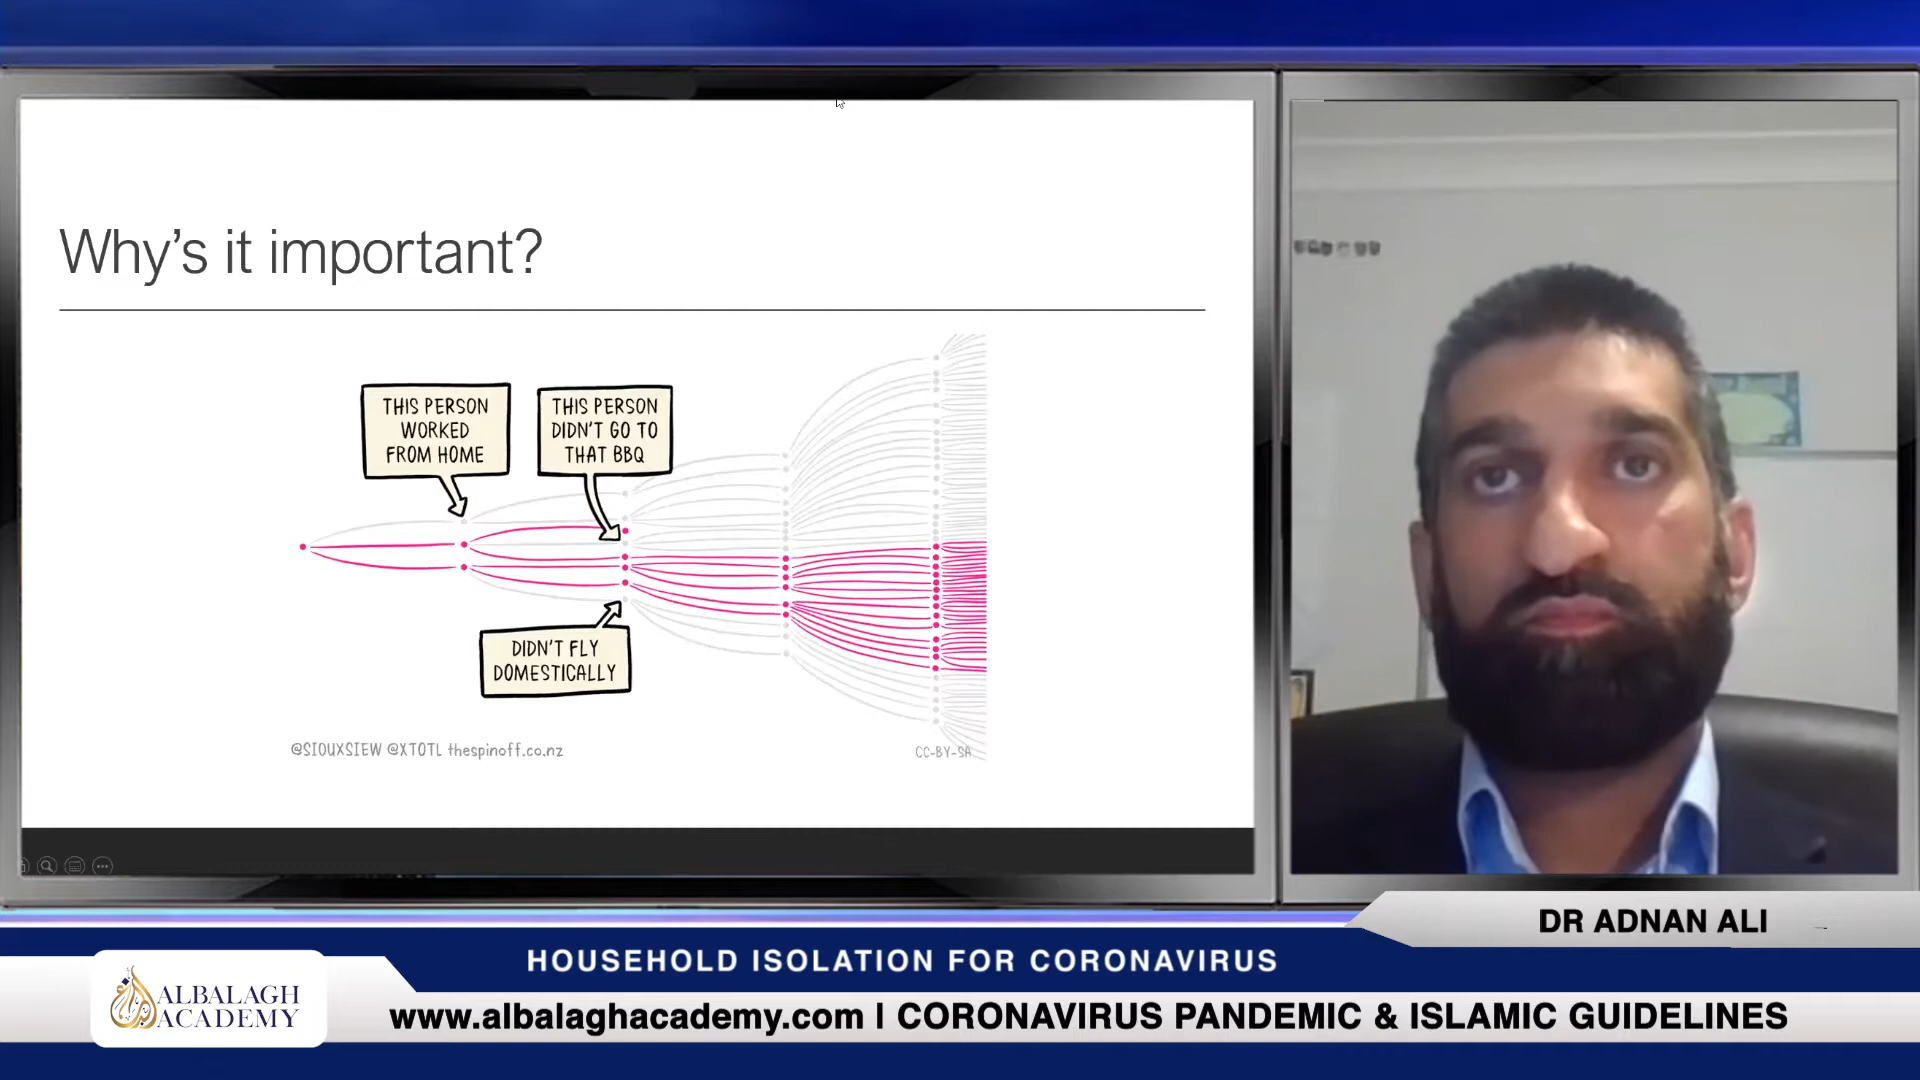 Why's it important?
THIS PERSON
WORKED
FROM HOME
THIS PERSON
DIDN'T GO TO
THAT BBQ
DIDN'T FLY
DOMESTICALLY
@SIOUXSIEW @XTOTL thespinoff.co.nz
CC-BY-SA
DR ADNAN ALI
HOUSEHOLD ISOLATION FOR CORONAVIRUS
ALBALAGH
ACADEMY
www.albalaghacademy.com | CORONAVIRUS PANDEMIC & ISLAMIC GUIDELINES